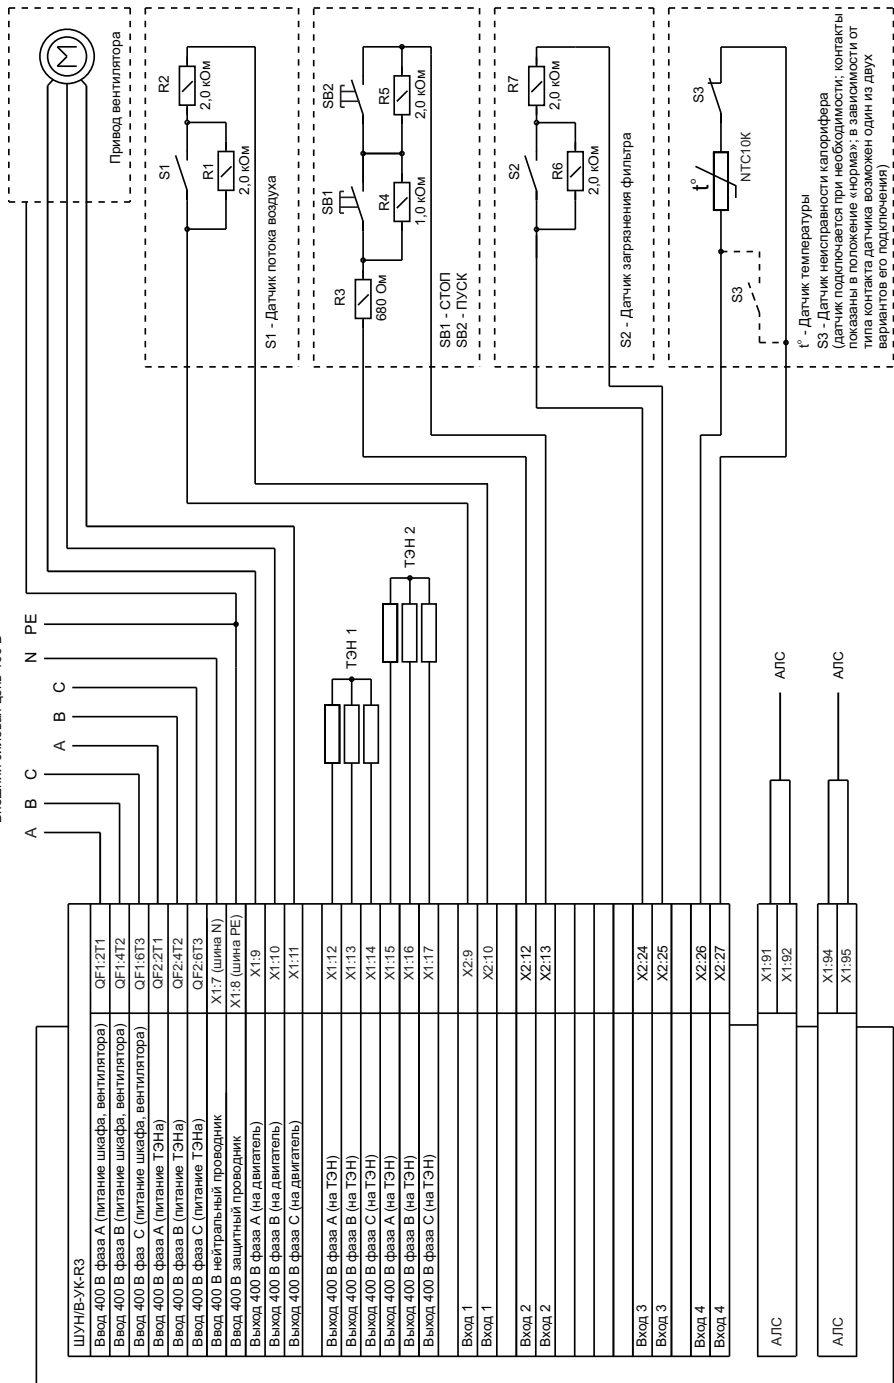 ШУН/В-УК-R3
Ввод 400 В фаза А (питание шкафа, вентилятора) QF1:2T1
Ввод 400 В фаза В (питание шкафа, вентилятора) QF1:4T2
Ввод 400 В фаз  С (питание шкафа, вентилятора) QF1:6T3
Ввод 400 В фаза А (питание ТЭНа) QF2:2T1
Ввод 400 В фаза В (питание ТЭНа) QF2:4T2
Ввод 400 В фаза С (питание ТЭНа) QF2:6T3
Ввод 400 В нейтральный проводник X1:7 (шина N)
Ввод 400 В защитный проводник X1:8 (шина PE)
Выход 400 В фаза А (на двигатель) X1:9
Выход 400 В фаза В (на двигатель) X1:10
Выход 400 В фаза С (на двигатель) X1:11
Выход 400 В фаза А (на ТЭН) X1:12
Выход 400 В фаза В (на ТЭН) X1:13
Выход 400 В фаза С (на ТЭН) X1:14
Выход 400 В фаза А (на ТЭН) X1:15
Выход 400 В фаза В (на ТЭН) X1:16
Выход 400 В фаза С (на ТЭН) X1:17
Вход 1 X2:9
Вход 1 X2:10
Вход 2 X2:12
Вход 2 X2:13
Вход 3 X2:24
Вход 3 X2:25
Вход 4 X2:26
Вход 4 X2:27
АЛС X1:91
X1:92
АЛС X1:94
X1:95
A B C A B C N PE
ТЭН 1
ТЭН 2
АЛС
АЛС
M
Привод вентилятора
S1
R2
2,0 кОм
R1
2,0 кОм
S1 - Датчик потока воздуха
R3
680 Ом
SB1
R4
1,0 кОм
SB2
R5
2,0 кОм
SB1 - СТОП
SB2 - ПУСК
S2
R7
2,0 кОм
R6
2,0 кОм
S2 - Датчик загрязнения фильтра
S3
t°
NTC10K
S3
t° - Датчик температуры
S3 - Датчик неисправности калорифера
(датчик подключается при необходимости; контакты
показаны в положение «норма»; в зависимости от
типа контакта датчика возможен один из двух
вариантов его подключения)